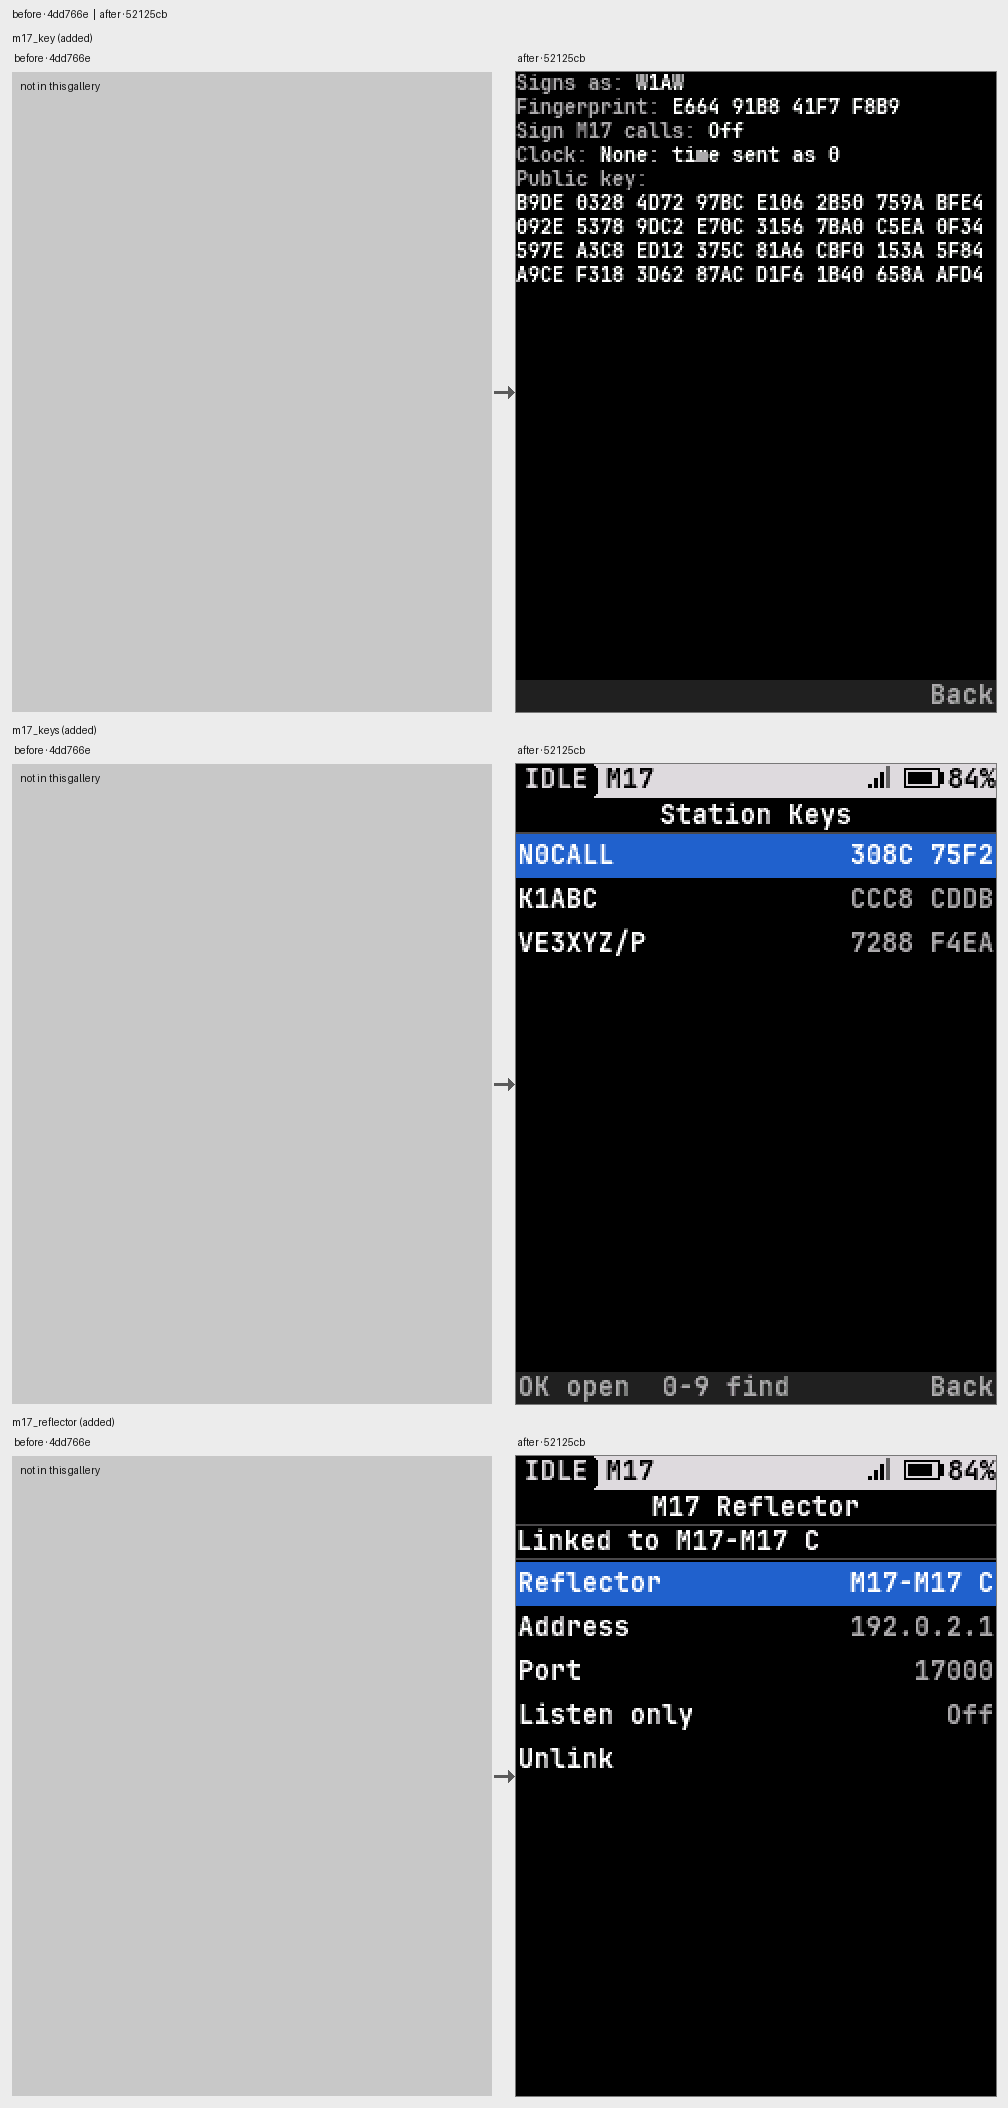 before · 4dd766e | after · 52125cb
m17_key (added)
before · 4dd766e
after · 52125cb
not in this gallery
Signs as: W1AW
Fingerprint: E664 91B8 41F7 F8B9
Sign M17 calls: Off
Clock: None: time sent as 0
Public key:
B9DE 0328 4D72 97BC E106 2B50 759A BFE4
092E 5378 9DC2 E70C 3156 7BA0 C5EA 0F34
597E A3C8 ED12 375C 81A6 CBF0 153A 5F84
A9CE F318 3D62 87AC D1F6 1B40 658A AFD4
Back
m17_keys (added)
before · 4dd766e
after · 52125cb
not in this gallery
IDLE M17 84%
Station Keys
N0CALL 308C 75F2
K1ABC CCC8 CDDB
VE3XYZ/P 7288 F4EA
OK open 0-9 find Back
m17_reflector (added)
before · 4dd766e
after · 52125cb
not in this gallery
IDLE M17 84%
M17 Reflector
Linked to M17-M17 C
Reflector M17-M17 C
Address 192.0.2.1
Port 17000
Listen only Off
Unlink